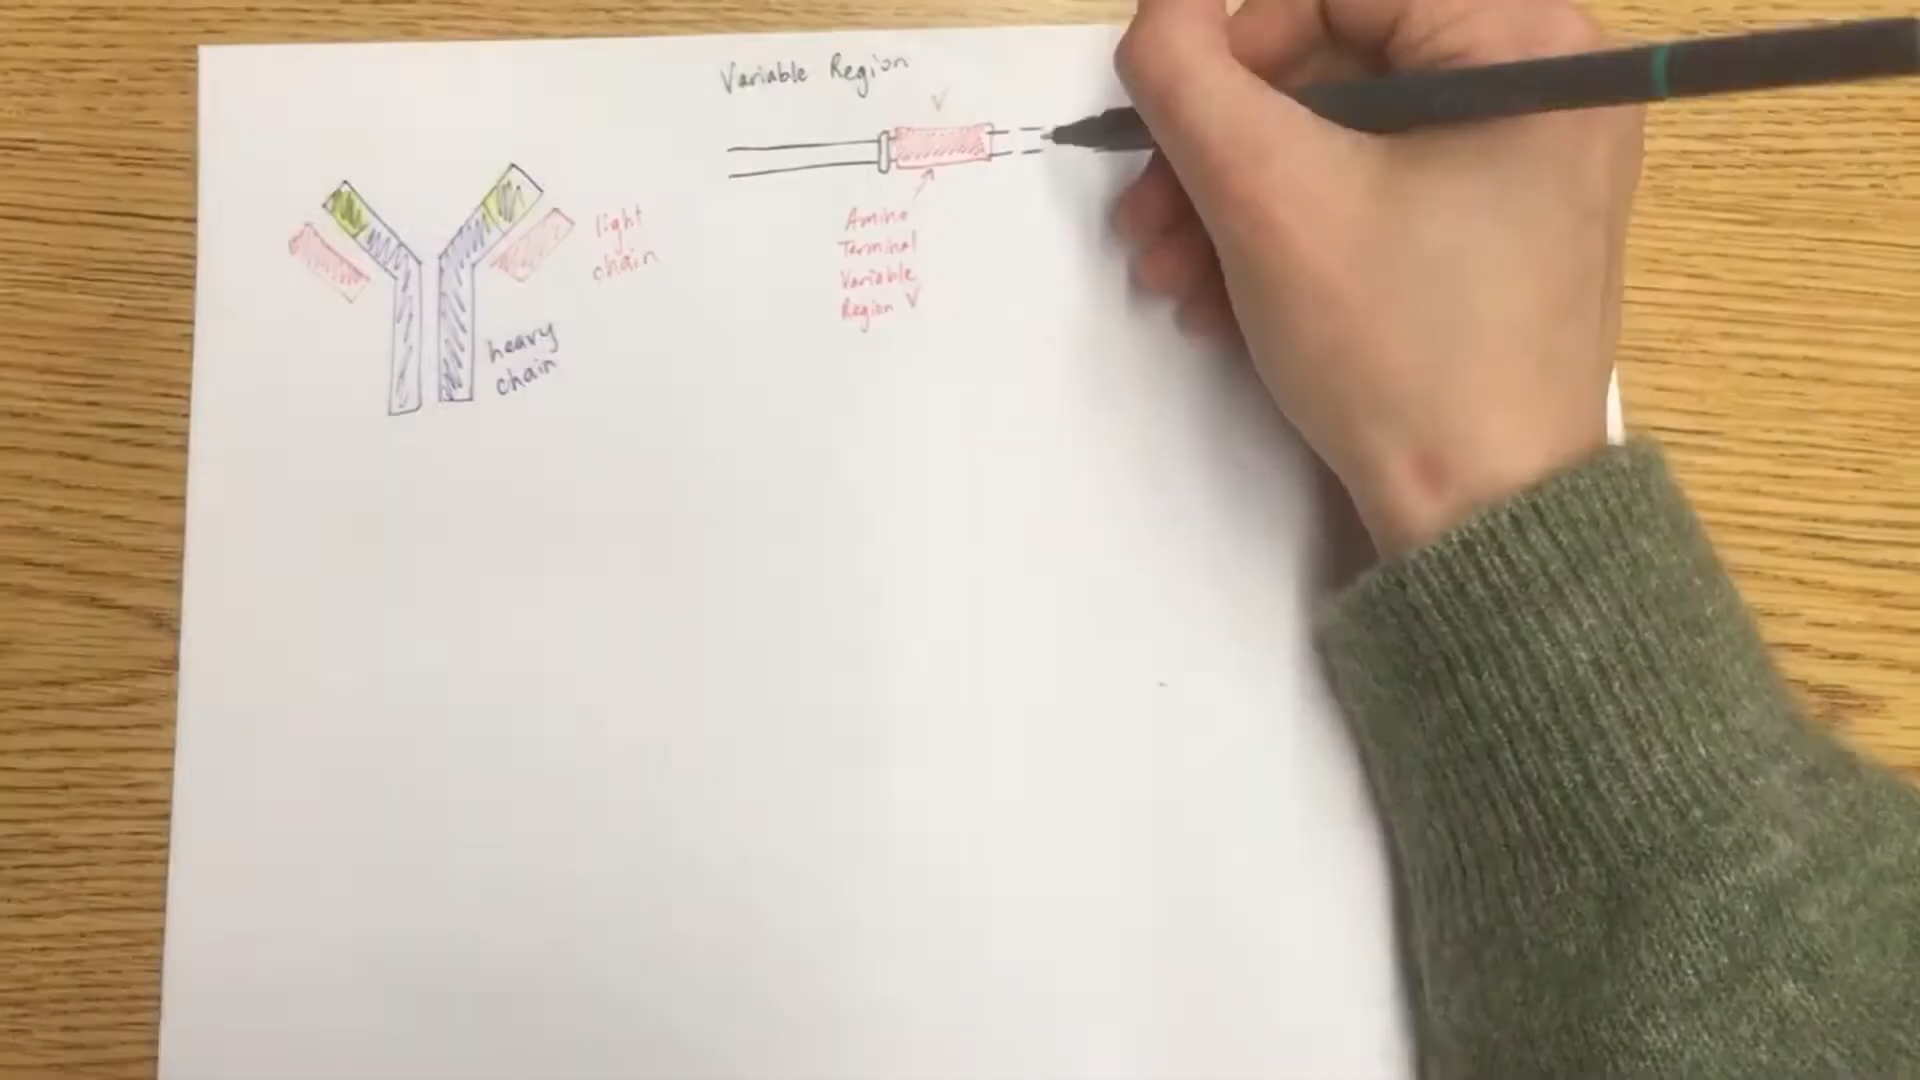 Variable Region
V
light
chain
heavy
chain
Amino
Terminal
Variable
Region V